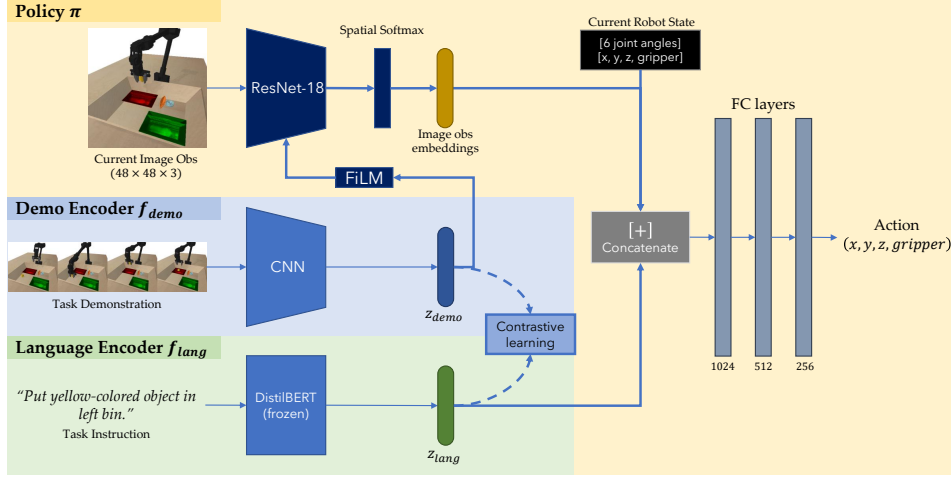 Policy π
Current Image Obs
(48 × 48 × 3)
ResNet-18
Spatial Softmax
Image obs
embeddings
FiLM
Current Robot State
[6 joint angles]
[x, y, z, gripper]
FC layers
[+]
Concatenate
1024
512
256
Action
(x, y, z, gripper)
Demo Encoder f_demo
Task Demonstration
CNN
z_demo
Contrastive
learning
Language Encoder f_lang
“Put yellow-colored object in
left bin.”
Task Instruction
DistilBERT
(frozen)
z_lang